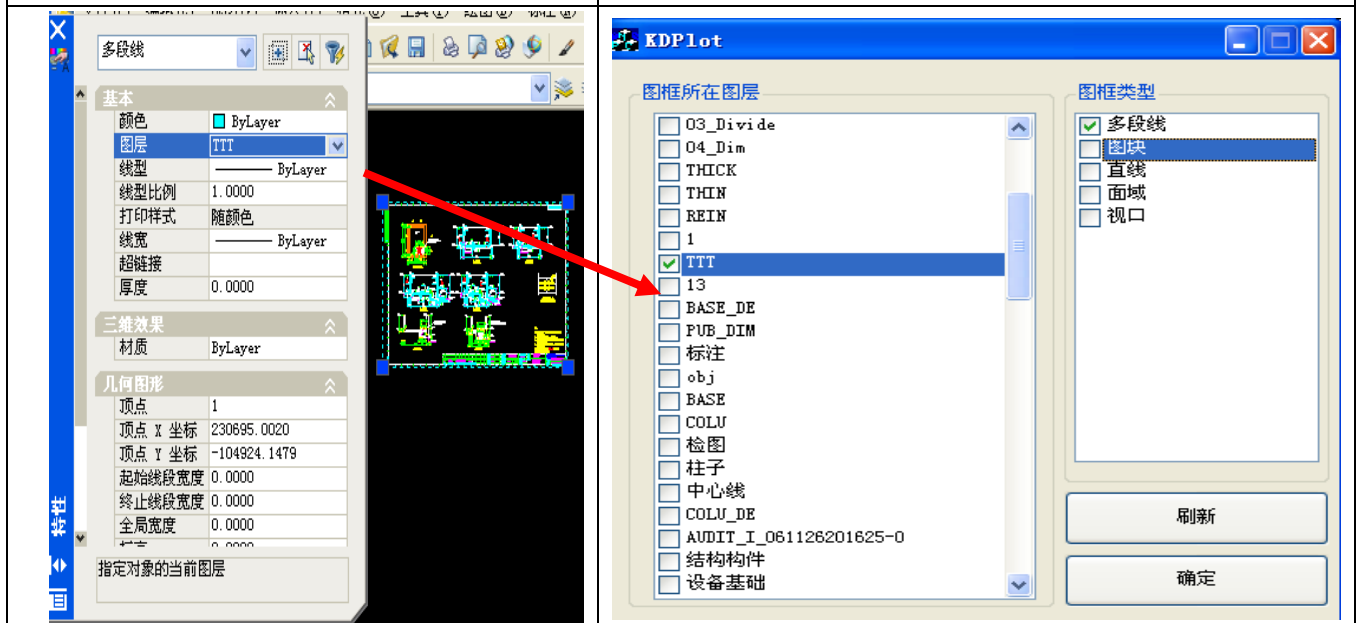 多段线
基本
颜色 ByLayer
图层 TTT
线型 ByLayer
线型比例 1.0000
打印样式 随颜色
线宽 ByLayer
超链接
厚度 0.0000
三维效果
材质 ByLayer
几何图形
顶点 1
顶点 X 坐标 230695.0020
顶点 Y 坐标 -104924.1479
起始线段宽度 0.0000
终止线段宽度 0.0000
全局宽度 0.0000
指定对象的当前图层
特性
KDPlot
图框所在图层
03_Divide
04_Dim
THICK
THIN
REIN
1
TTT
13
BASE_DE
PUB_DIM
标注
obj
BASE
COLU
检图
柱子
中心线
COLU_DE
AUDIT_I_061126201625-0
结构构件
设备基础
图框类型
多段线
图块
直线
面域
视口
刷新
确定